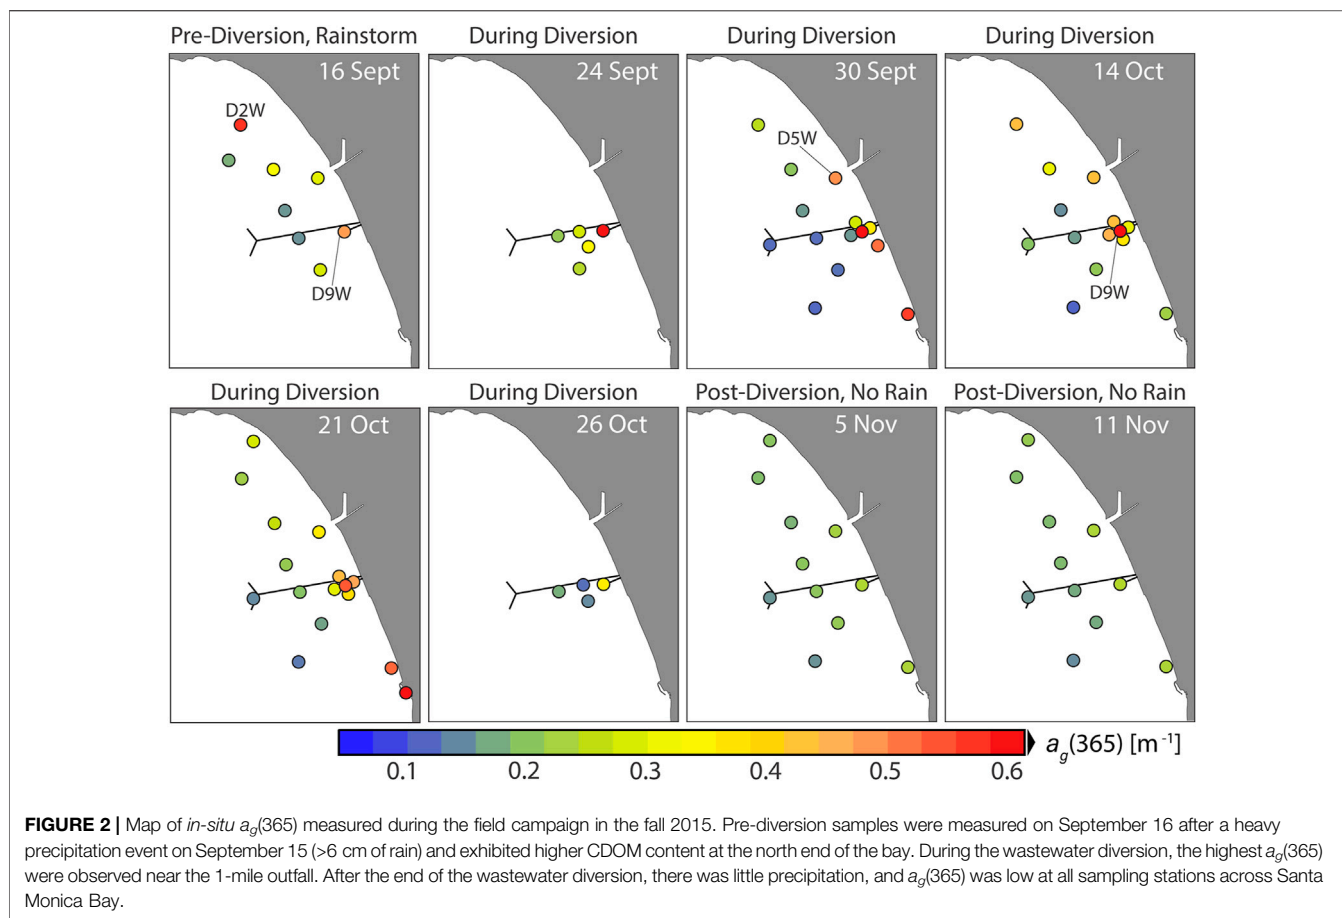 Pre-Diversion, Rainstorm
During Diversion
During Diversion
During Diversion
16 Sept
24 Sept
30 Sept
14 Oct
D2W
D9W
D5W
D9W
During Diversion
During Diversion
Post-Diversion, No Rain
Post-Diversion, No Rain
21 Oct
26 Oct
5 Nov
11 Nov
0.1 0.2 0.3 0.4 0.5 0.6
a_g(365) [m⁻¹]
FIGURE 2 | Map of in-situ a_g(365) measured during the field campaign in the fall 2015. Pre-diversion samples were measured on September 16 after a heavy
precipitation event on September 15 (>6 cm of rain) and exhibited higher CDOM content at the north end of the bay. During the wastewater diversion, the highest a_g(365)
were observed near the 1-mile outfall. After the end of the wastewater diversion, there was little precipitation, and a_g(365) was low at all sampling stations across Santa
Monica Bay.